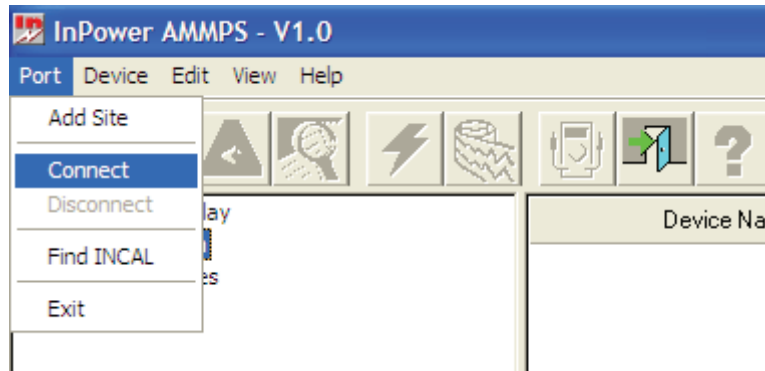 InPower AMMPS - V1.0
Port Device Edit View Help
Add Site
Connect
Disconnect
Find INCAL
Exit
lay
es
Device Na